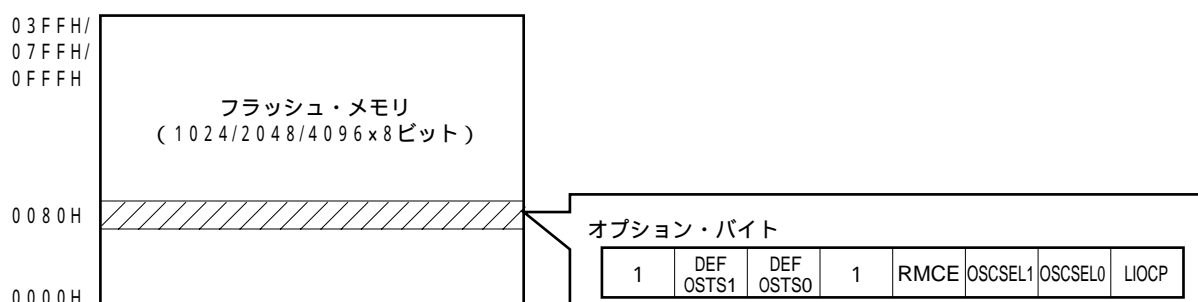 03FFH/
07FFH/
0FFFH
フラッシュ・メモリ
(1024/2048/4096x8ビット)
0080H
オプション・バイト
1 DEF OSTS1 DEF OSTS0 1 RMCE OSCSEL1 OSCSEL0 LIOCP
0000H